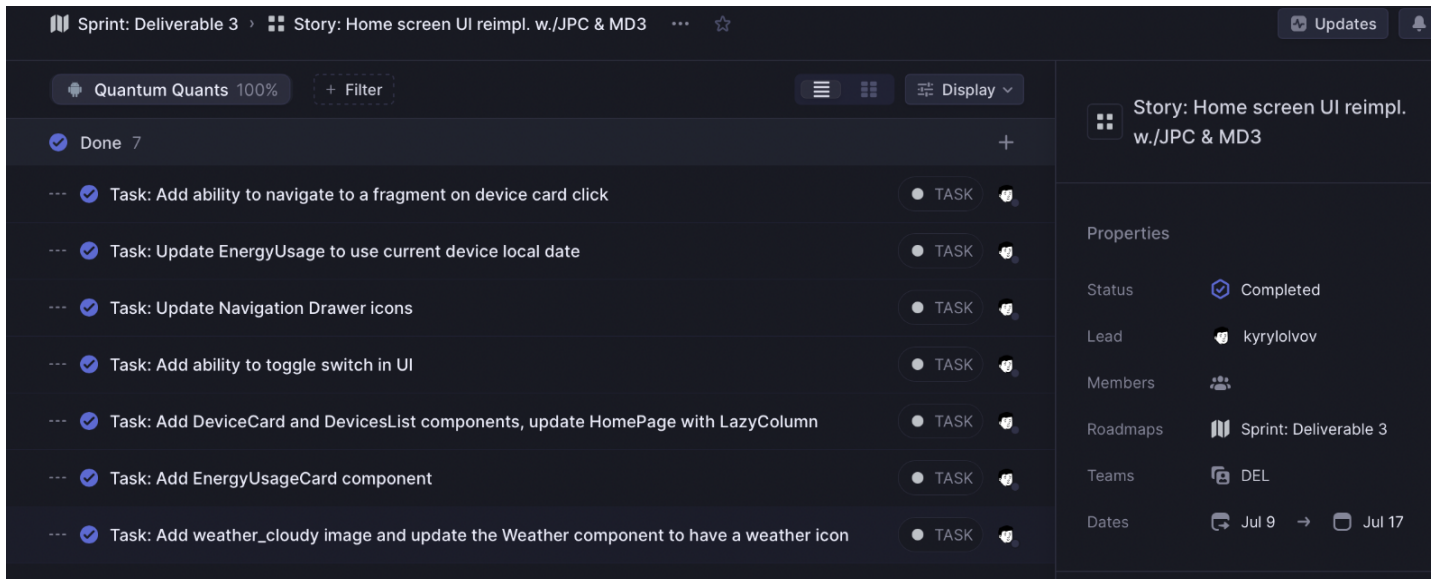 Sprint: Deliverable 3 › Story: Home screen UI reimpl. w./JPC & MD3 ···
Updates
Quantum Quants 100%
+ Filter
Display
Done 7
Task: Add ability to navigate to a fragment on device card click TASK
Task: Update EnergyUsage to use current device local date TASK
Task: Update Navigation Drawer icons TASK
Task: Add ability to toggle switch in UI TASK
Task: Add DeviceCard and DevicesList components, update HomePage with LazyColumn TASK
Task: Add EnergyUsageCard component TASK
Task: Add weather_cloudy image and update the Weather component to have a weather icon TASK
Story: Home screen UI reimpl.
w./JPC & MD3
Properties
Status Completed
Lead kyrylolvov
Members
Roadmaps Sprint: Deliverable 3
Teams DEL
Dates Jul 9 → Jul 17